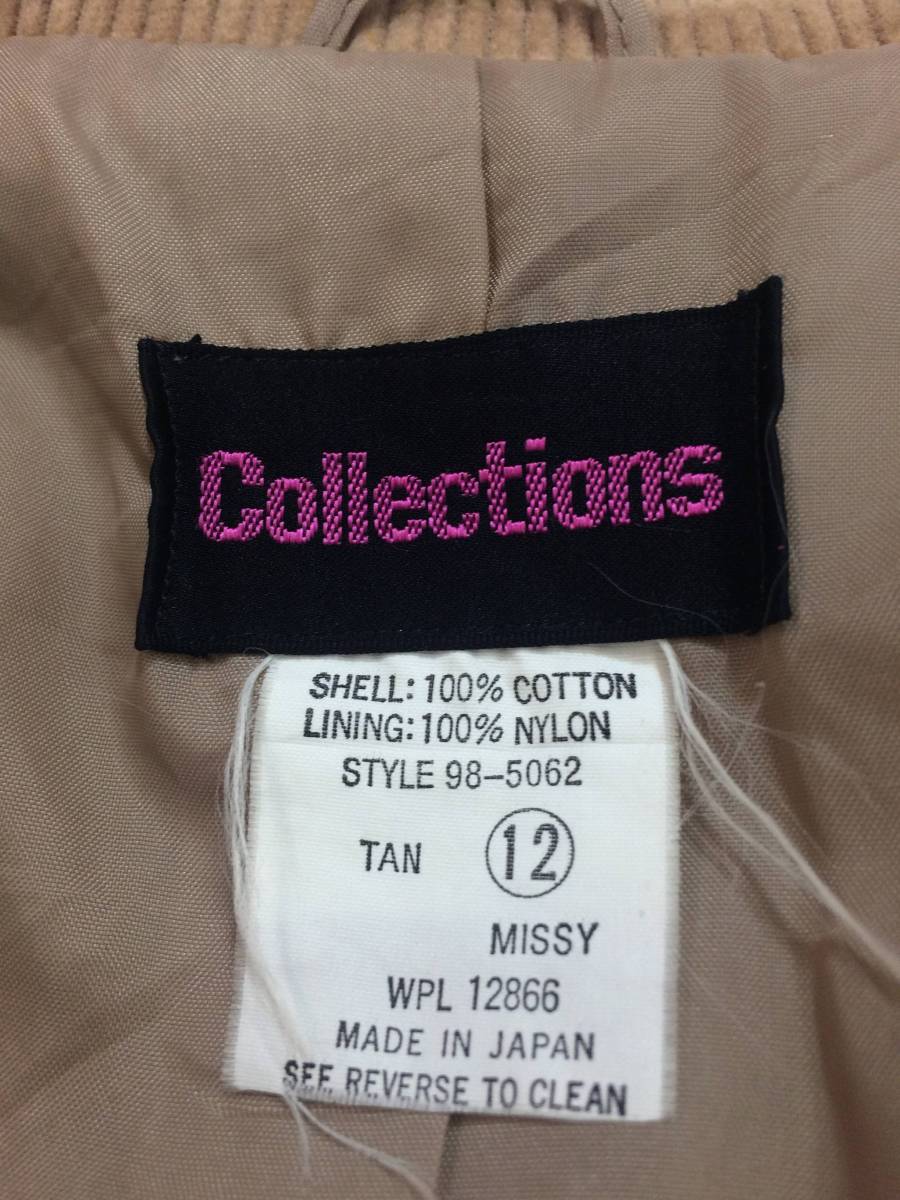 Collections
SHELL: 100% COTTON
LINING: 100% NYLON
STYLE 98-5062
TAN 12
MISSY
WPL 12866
MADE IN JAPAN
SEE REVERSE TO CLEAN